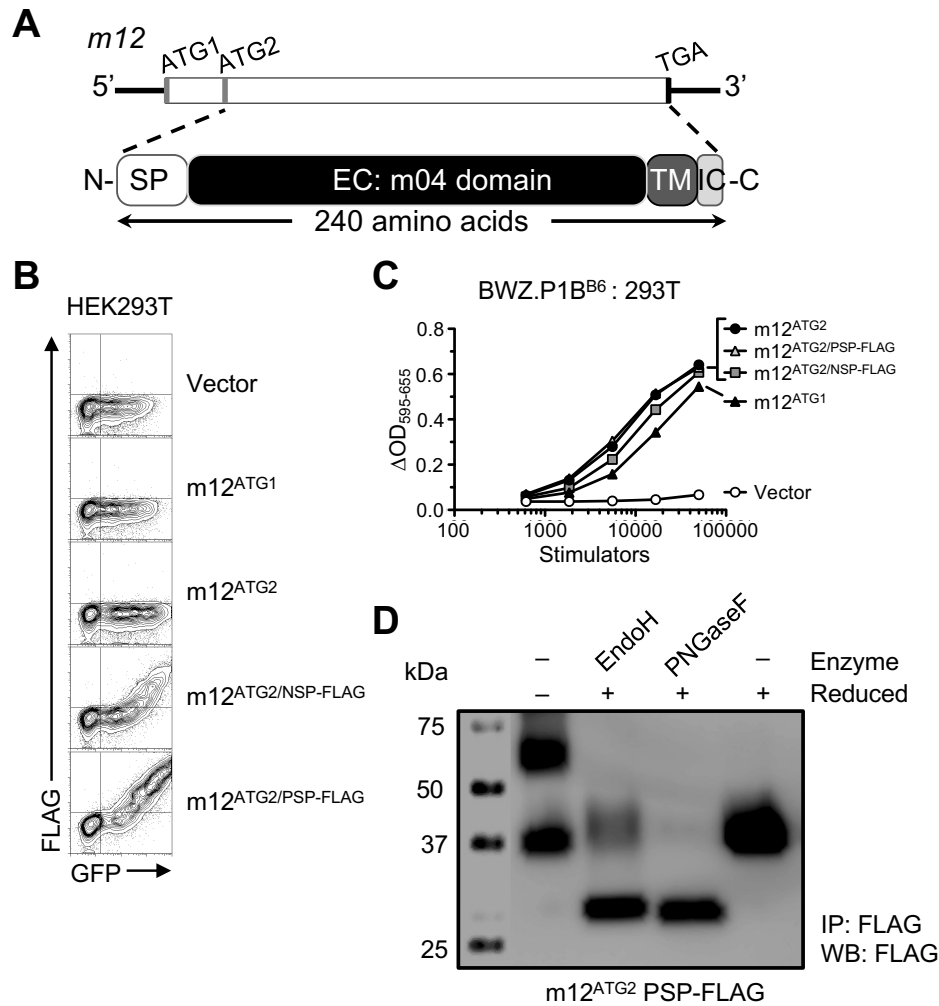 A
m12
ATG1
ATG2
TGA
5’
3’
N-
SP
EC: m04 domain
TM
IC
-C
240 amino acids
B
HEK293T
Vector
m12ATG1
m12ATG2
m12ATG2/NSP-FLAG
m12ATG2/PSP-FLAG
FLAG
GFP
C
BWZ.P1BB6 : 293T
0.8
0.6
0.4
0.2
0.0
ΔOD595-655
100
1000
10000
100000
Stimulators
m12ATG2
m12ATG2/PSP-FLAG
m12ATG2/NSP-FLAG
m12ATG1
Vector
D
EndoH
PNGaseF
kDa
– – Enzyme
– + + + Reduced
75
50
37
25
IP: FLAG
WB: FLAG
m12ATG2 PSP-FLAG